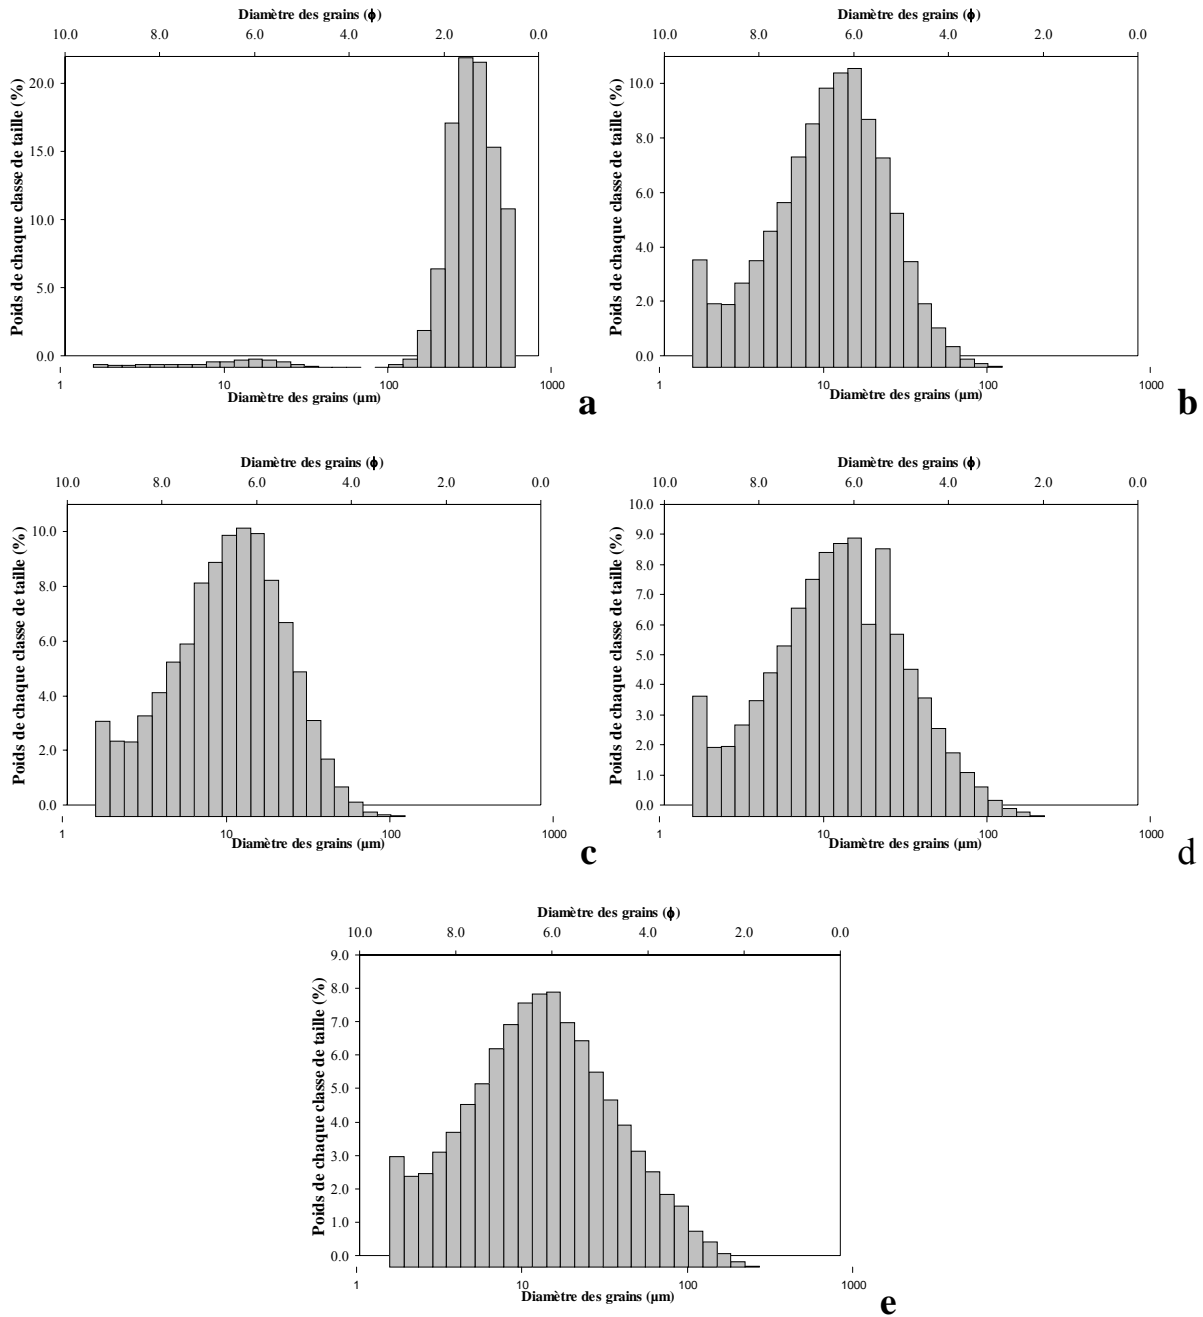 Diamètre des grains (ϕ)
10.0 8.0 6.0 4.0 2.0 0.0
Poids de chaque classe de taille (%)
20.0
15.0
10.0
5.0
0.0
1 10 100 1000
Diamètre des grains (µm)
a
Diamètre des grains (ϕ)
10.0 8.0 6.0 4.0 2.0 0.0
Poids de chaque classe de taille (%)
10.0
8.0
6.0
4.0
2.0
0.0
1 10 100 1000
Diamètre des grains (µm)
b
Diamètre des grains (ϕ)
10.0 8.0 6.0 4.0 2.0 0.0
Poids de chaque classe de taille (%)
10.0
8.0
6.0
4.0
2.0
0.0
1 10 100 1000
Diamètre des grains (µm)
c
Diamètre des grains (ϕ)
10.0 8.0 6.0 4.0 2.0 0.0
Poids de chaque classe de taille (%)
10.0
9.0
8.0
7.0
6.0
5.0
4.0
3.0
2.0
1.0
0.0
1 10 100 1000
Diamètre des grains (µm)
d
Diamètre des grains (ϕ)
10.0 8.0 6.0 4.0 2.0 0.0
Poids de chaque classe de taille (%)
9.0
8.0
7.0
6.0
5.0
4.0
3.0
2.0
1.0
0.0
1 10 100 1000
Diamètre des grains (µm)
e